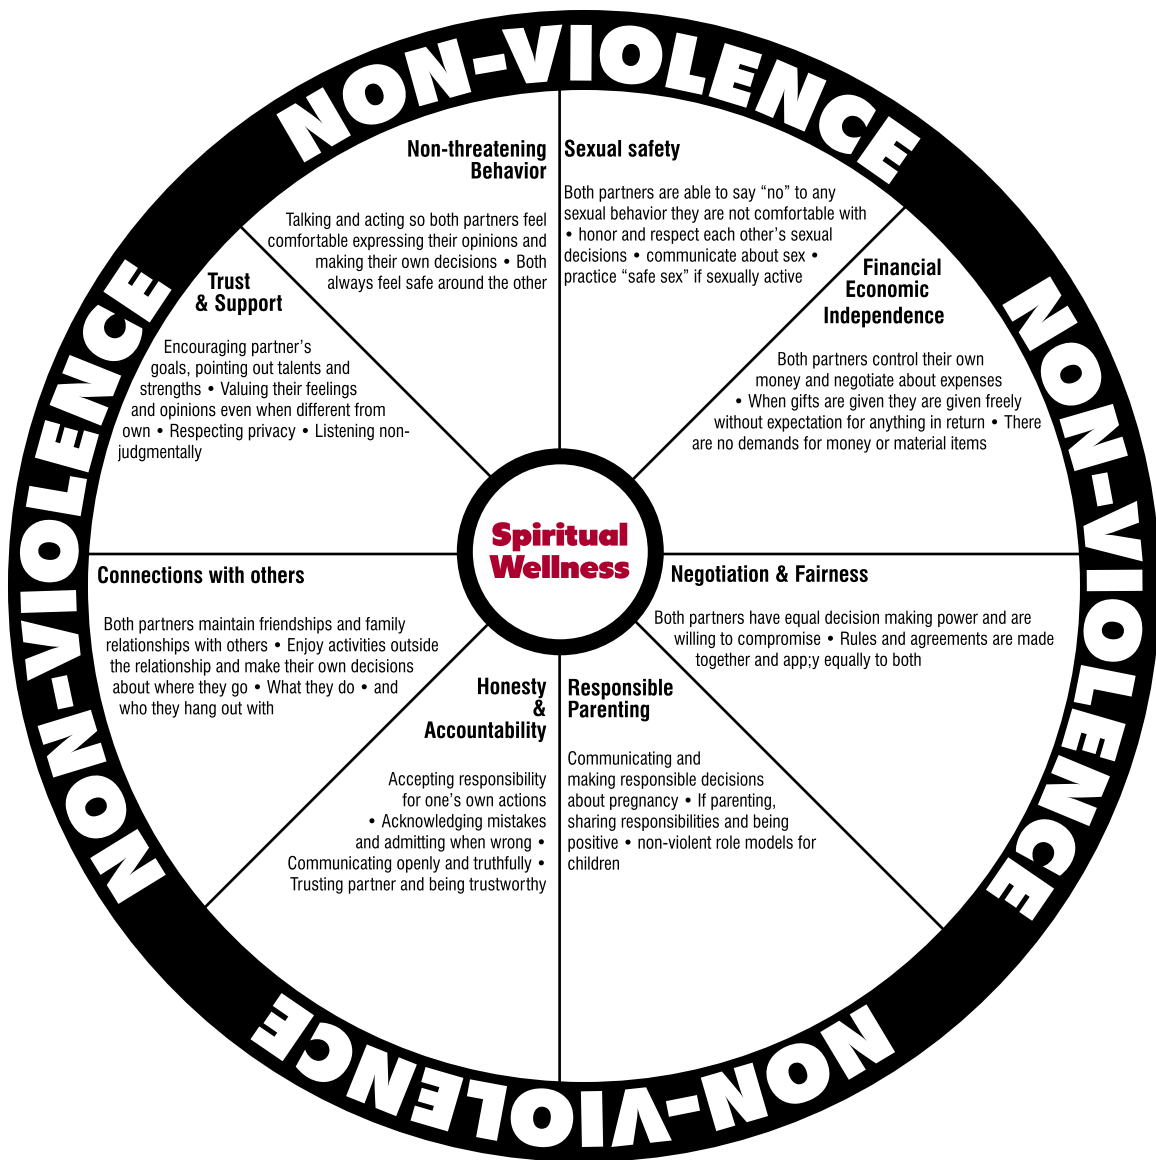 NON-VIOLENCE
Non-threatening
Behavior
Talking and acting so both partners feel
comfortable expressing their opinions and
making their own decisions • Both
always feel safe around the other
Sexual safety
Both partners are able to say “no” to any
sexual behavior they are not comfortable with
• honor and respect each other’s sexual
decisions • communicate about sex •
practice “safe sex” if sexually active
Financial
Economic
Independence
Both partners control their own
money and negotiate about expenses
• When gifts are given they are given freely
without expectation for anything in return • There
are no demands for money or material items
NON-VIOLENCE
Negotiation & Fairness
Both partners have equal decision making power and are
willing to compromise • Rules and agreements are made
together and app;y equally to both
Responsible
Parenting
Communicating and
making responsible decisions
about pregnancy • If parenting,
sharing responsibilities and being
positive • non-violent role models for
children
NON-VIOLENCE
Honesty
&
Accountability
Accepting responsibility
for one’s own actions
• Acknowledging mistakes
and admitting when wrong •
Communicating openly and truthfully •
Trusting partner and being trustworthy
Connections with others
Both partners maintain friendships and family
relationships with others • Enjoy activities outside
the relationship and make their own decisions
about where they go • What they do • and
who they hang out with
NON-VIOLENCE
Trust
& Support
Encouraging partner’s
goals, pointing out talents and
strengths • Valuing their feelings
and opinions even when different from
own • Respecting privacy • Listening non-
judgmentally
Spiritual
Wellness